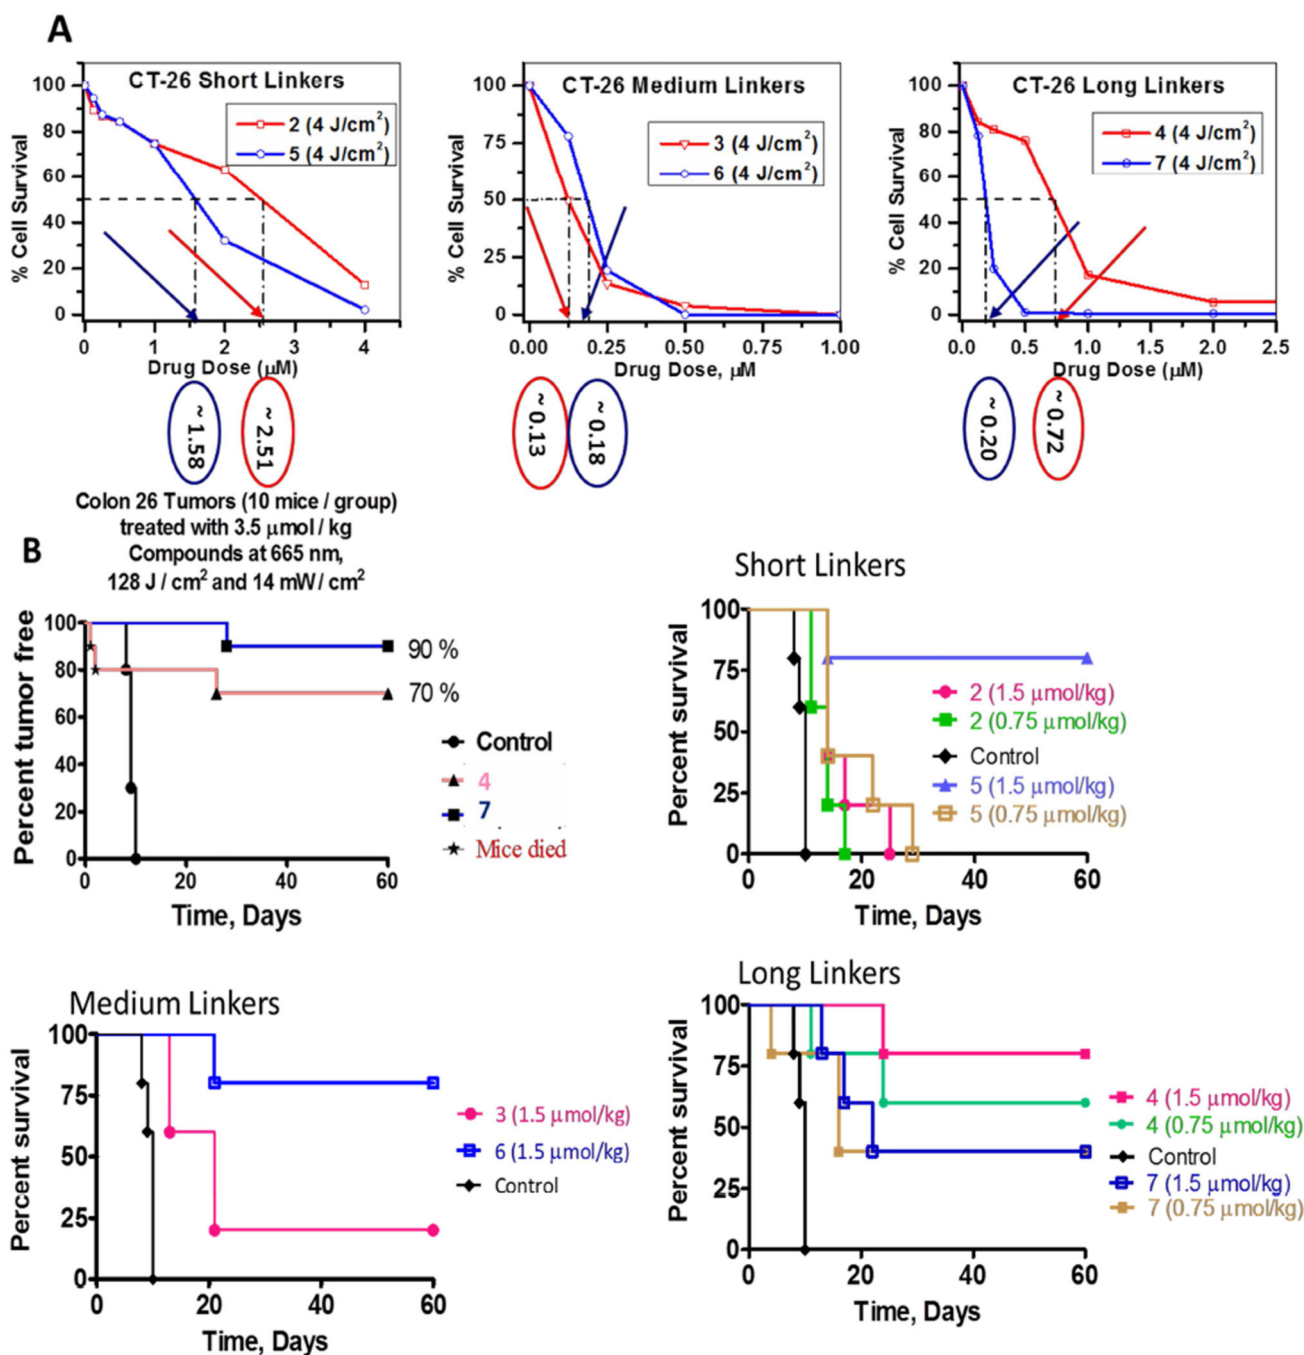 A
CT-26 Short Linkers
2 (4 J/cm²)
5 (4 J/cm²)
% Cell Survival
100
80
60
40
20
0
0 1 2 3 4
Drug Dose (μM)
~ 1.58
~ 2.51
CT-26 Medium Linkers
3 (4 J/cm²)
6 (4 J/cm²)
% Cell Survival
100
75
50
25
0
0.00 0.25 0.50 0.75 1.00
Drug Dose, μM
~ 0.13
~ 0.18
CT-26 Long Linkers
4 (4 J/cm²)
7 (4 J/cm²)
% Cell Survival
100
80
60
40
20
0
0.0 0.5 1.0 1.5 2.0 2.5
Drug Dose (μM)
~ 0.20
~ 0.72
B
Colon 26 Tumors (10 mice / group)
treated with 3.5 μmol / kg
Compounds at 665 nm,
128 J / cm² and 14 mW / cm²
Percent tumor free
100
80
60
40
20
0
0 20 40 60
Time, Days
90 %
70 %
Control
4
7
Mice died
Short Linkers
Percent survival
100
75
50
25
0
0 20 40 60
Time, Days
2 (1.5 μmol/kg)
2 (0.75 μmol/kg)
Control
5 (1.5 μmol/kg)
5 (0.75 μmol/kg)
Medium Linkers
Percent survival
100
75
50
25
0
0 20 40 60
Time, Days
3 (1.5 μmol/kg)
6 (1.5 μmol/kg)
Control
Long Linkers
Percent survival
100
75
50
25
0
0 20 40 60
Time, Days
4 (1.5 μmol/kg)
4 (0.75 μmol/kg)
Control
7 (1.5 μmol/kg)
7 (0.75 μmol/kg)